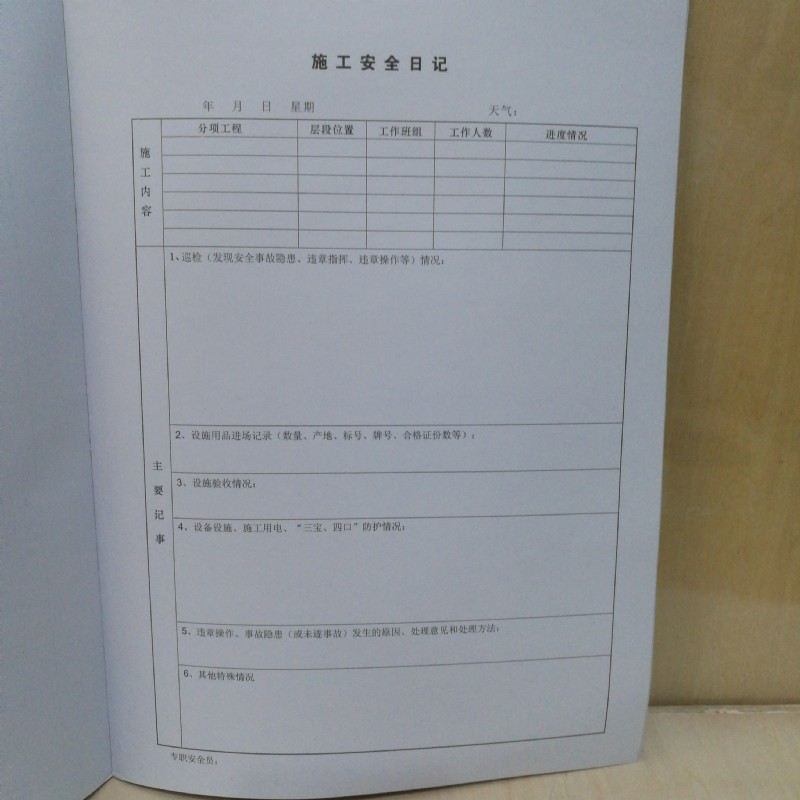 施工安全日记
年 月 日 星期 天气：
分项工程 层段位置 工作班组 工作人数 进度情况
施工内容
1、巡检（发现安全事故隐患、违章指挥、违章操作等）情况：
2、设施用品进场记录（数量、产地、标号、牌号、合格证份数等）：
3、设施验收情况：
主要记事
4、设备设施、施工用电、“三宝、四口”防护情况：
5、违章操作、事故隐患（或未遂事故）发生的原因、处理意见和处理方法：
6、其他特殊情况
专职安全员：